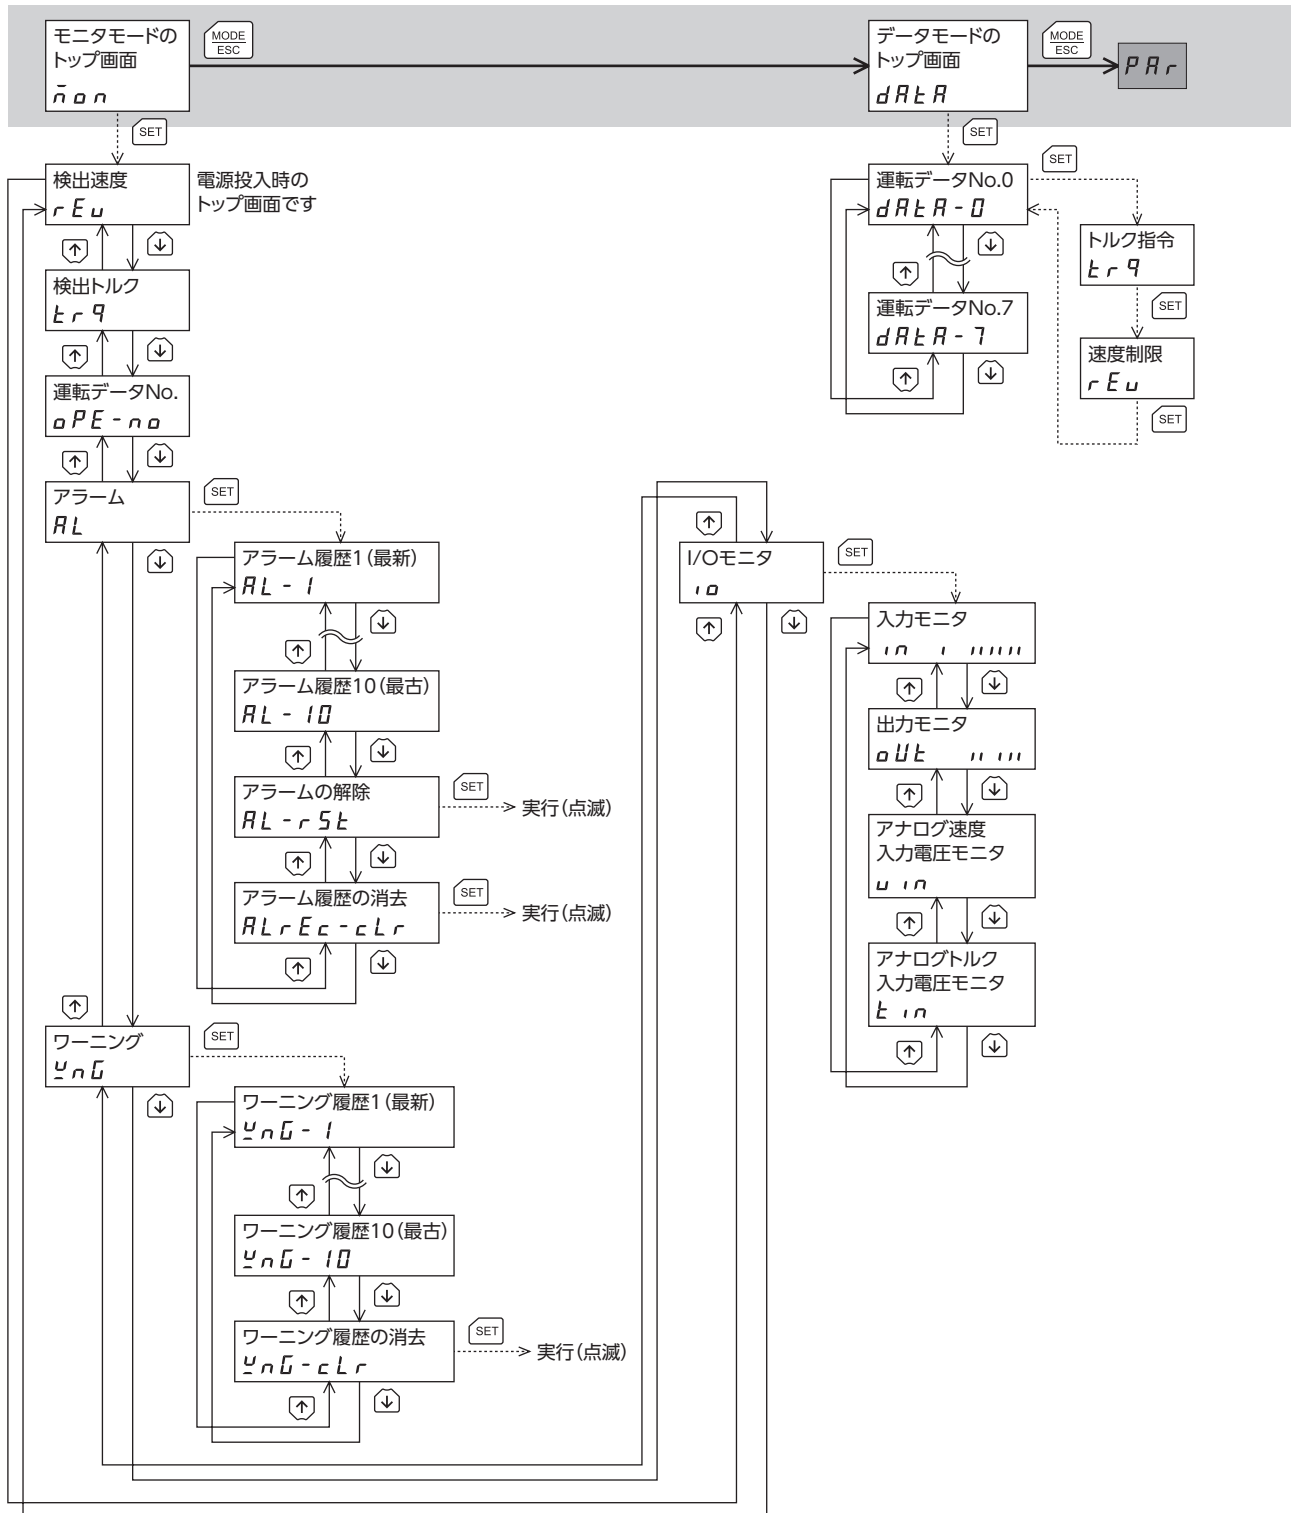 モニタモードの
トップ画面
mon
MODE
ESC
データモードの
トップ画面
dAtA
MODE
ESC
PAr
SET
SET
検出速度
rEv
電源投入時の
トップ画面です
運転データNo.0
dAtA-0
SET
トルク指令
trq
SET
速度制限
rEv
SET
運転データNo.7
dAtA-7
検出トルク
trq
運転データNo.
oPE-no
アラーム
AL
SET
アラーム履歴1(最新)
AL-1
アラーム履歴10(最古)
AL-10
アラームの解除
AL-rSt
SET
実行(点滅)
アラーム履歴の消去
ALrEc-cLr
SET
実行(点滅)
I/Oモニタ
io
SET
入力モニタ
in
出力モニタ
oUt
アナログ速度
入力電圧モニタ
vin
アナログトルク
入力電圧モニタ
tin
ワーニング
WnG
SET
ワーニング履歴1(最新)
WnG-1
ワーニング履歴10(最古)
WnG-10
ワーニング履歴の消去
WnG-cLr
SET
実行(点滅)